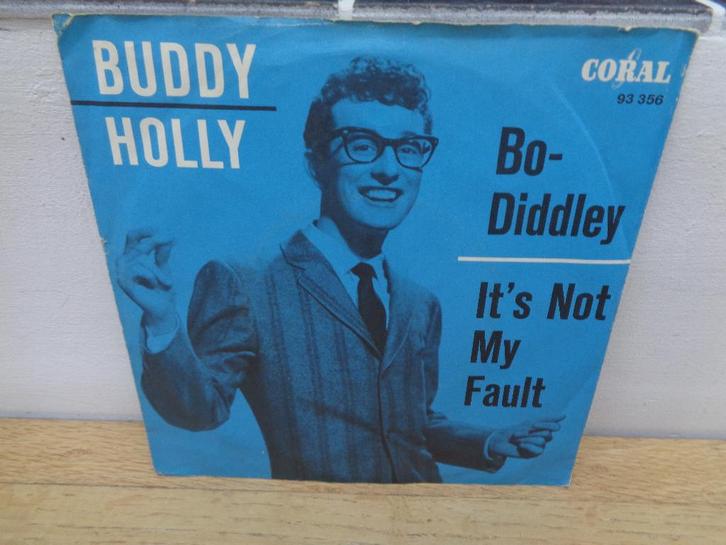 BUDDY
HOLLY
CORAL
93 356
Bo-
Diddley
It's Not
My
Fault